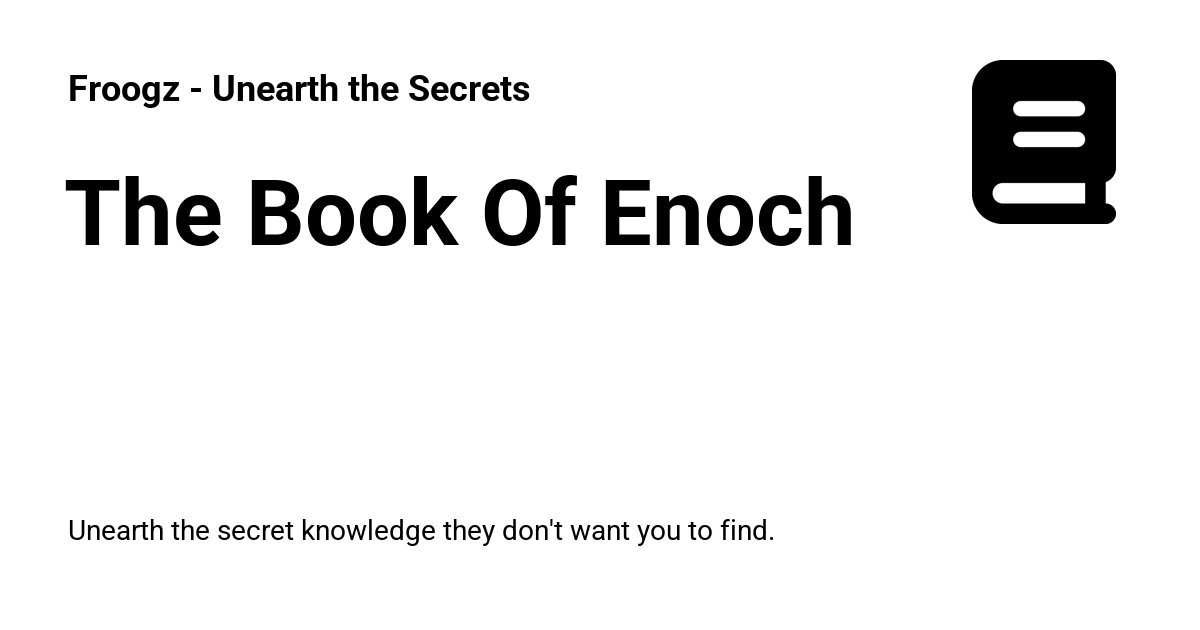 Froogz - Unearth the Secrets
The Book Of Enoch
Unearth the secret knowledge they don't want you to find.